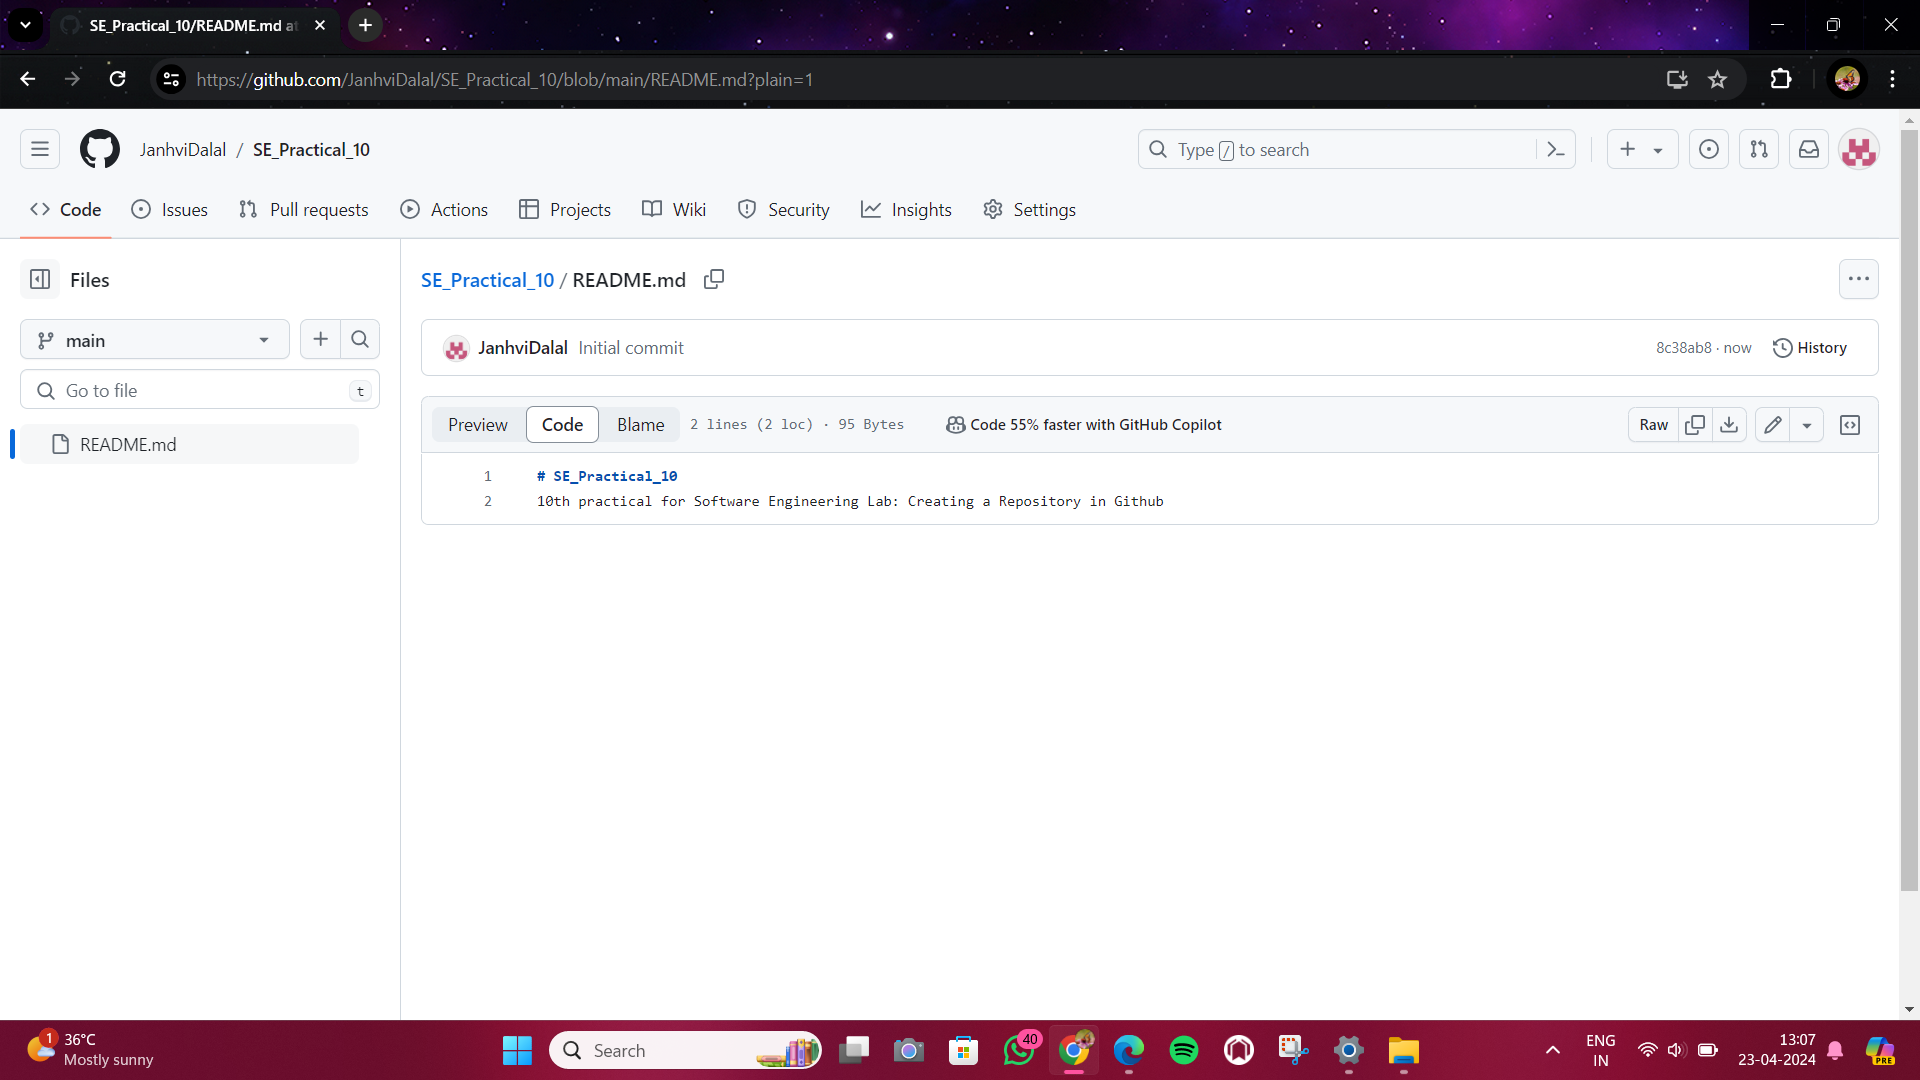 SE_Practical_10/README.md at
https://github.com/JanhviDalal/SE_Practical_10/blob/main/README.md?plain=1
JanhviDalal / SE_Practical_10
Type / to search
Code Issues Pull requests Actions Projects Wiki Security Insights Settings
Files
main
Go to file t
README.md
SE_Practical_10 / README.md
JanhviDalal Initial commit 8c38ab8 · now History
Preview Code Blame 2 lines (2 loc) · 95 Bytes Code 55% faster with GitHub Copilot Raw
1 # SE_Practical_10
2 10th practical for Software Engineering Lab: Creating a Repository in Github
1 36°C
Mostly sunny
Search
40
ENG
IN
13:07
23-04-2024
PRE